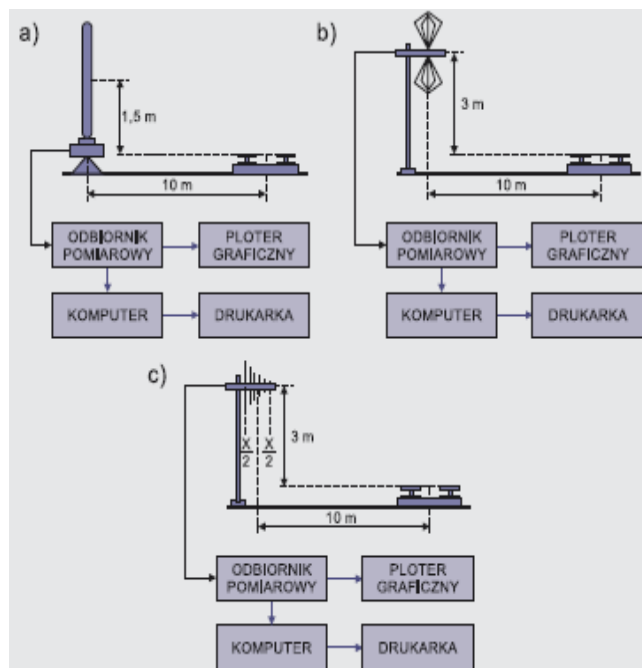 a)
1,5 m
10 m
ODBIORNIK
POMIAROWY
PLOTER
GRAFICZNY
KOMPUTER
DRUKARKA
b)
3 m
10 m
ODBIORNIK
POMIAROWY
PLOTER
GRAFICZNY
KOMPUTER
DRUKARKA
c)
X
2
X
2
3 m
10 m
ODBIORNIK
POMIAROWY
PLOTER
GRAFICZNY
KOMPUTER
DRUKARKA